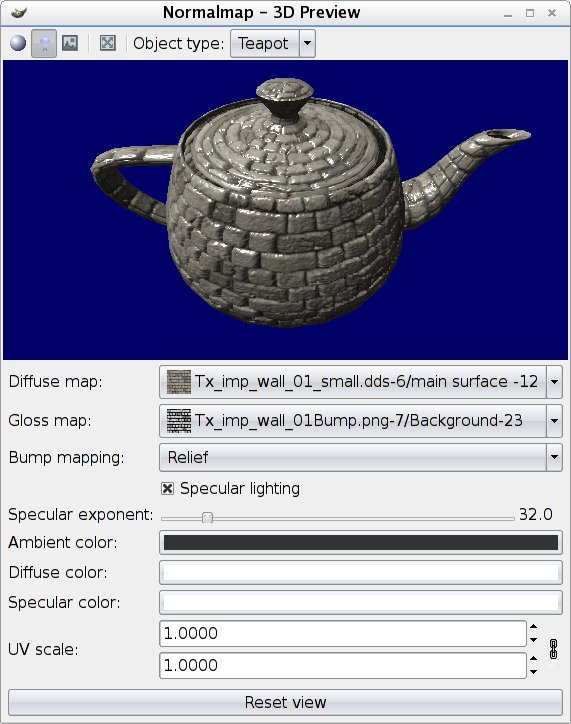 Normalmap – 3D Preview
Object type: Teapot
Diffuse map: Tx_imp_wall_01_small.dds-6/main surface -12
Gloss map: Tx_imp_wall_01Bump.png-7/Background-23
Bump mapping: Relief
Specular lighting
Specular exponent: 32.0
Ambient color:
Diffuse color:
Specular color:
UV scale: 1.0000
1.0000
Reset view